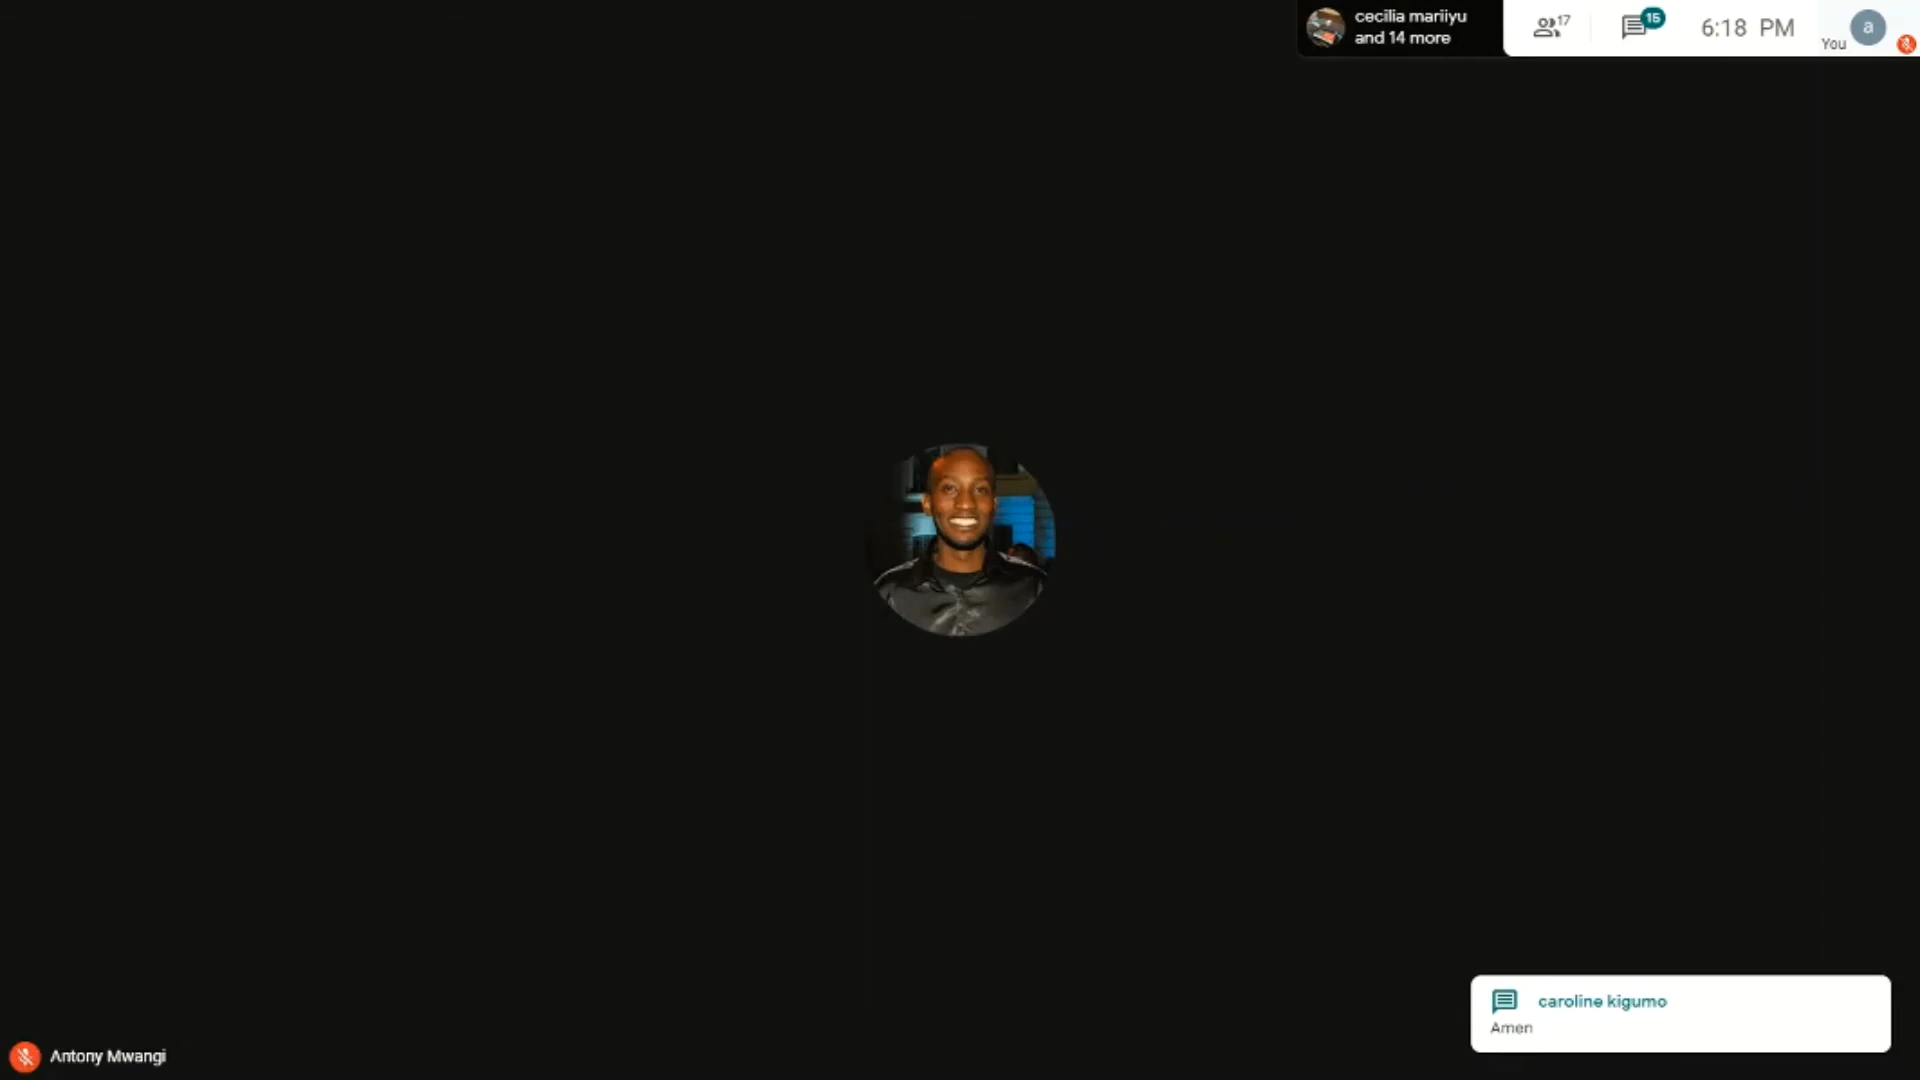 cecilia mariiyu
and 14 more
17
15
6:18 PM
You
a
caroline kigumo
Amen
Antony Mwangi